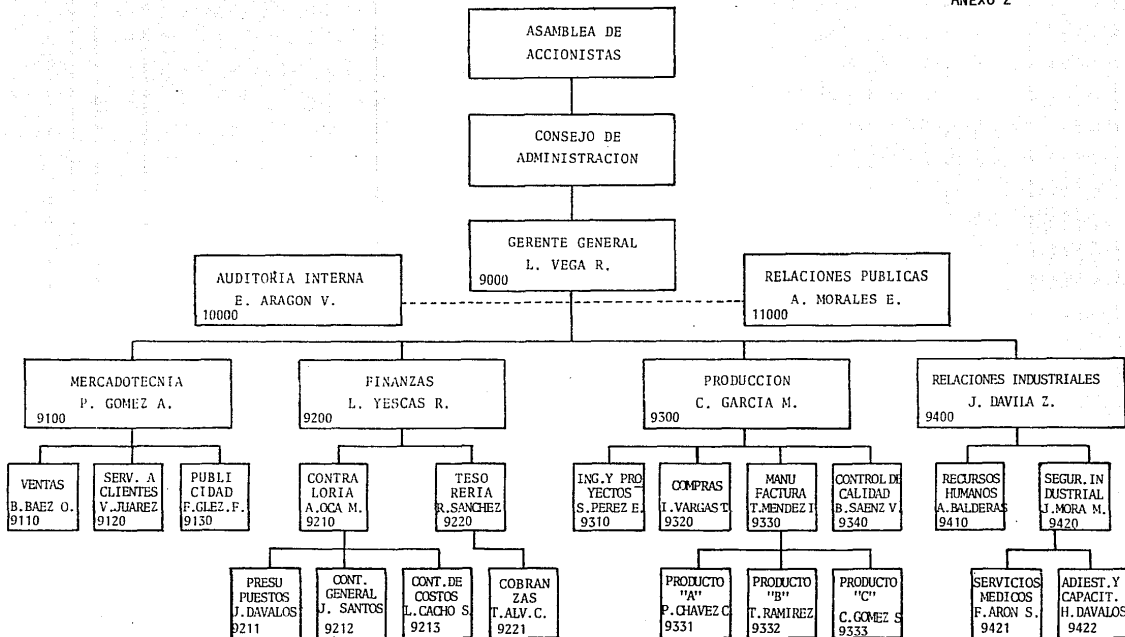 ANEXO 2
ASAMBLEA DE
ACCIONISTAS
CONSEJO DE
ADMINISTRACION
GERENTE GENERAL
L. VEGA R.
9000
AUDITORIA INTERNA
E. ARAGON V.
10000
RELACIONES PUBLICAS
A. MORALES E.
11000
MERCADOTECNIA
P. GOMEZ A.
9100
FINANZAS
L. YESCAS R.
9200
PRODUCCION
C. GARCIA M.
9300
RELACIONES INDUSTRIALES
J. DAVILA Z.
9400
VENTAS
B.BAEZ O.
9110
SERV. A
CLIENTES
V.JUAREZ
9120
PUBLI
CIDAD
F.GLEZ.F.
9130
CONTRA
LORIA
A.OCA M.
9210
TESO
RERIA
R.SANCHEZ
9220
ING.Y PRO
YECTOS
S.PEREZ E.
9310
COMPRAS
I.VARGAS T.
9320
MANU
FACTURA
T.MENDEZ I
9330
CONTROL DE
CALIDAD
B.SAENZ V.
9340
RECURSOS
HUMANOS
A.BALDERAS
9410
SEGUR.IN
DUSTRIAL
J.MORA M.
9420
PRESU
PUESTOS
J.DAVALOS
9211
CONT.
GENERAL
J. SANTOS
9212
CONT.DE
COSTOS
L.CACHO S.
9213
COBRAN
ZAS
T.ALV.C.
9221
PRODUCTO
"A"
P.CHAVEZ C
9331
PRODUCTO
"B"
T.RAMIREZ
9332
PRODUCTO
"C"
C.GOMEZ S
9333
SERVICIOS
MEDICOS
F.ARON S.
9421
ADIEST.Y
CAPACIT.
H.DAVALOS
9422